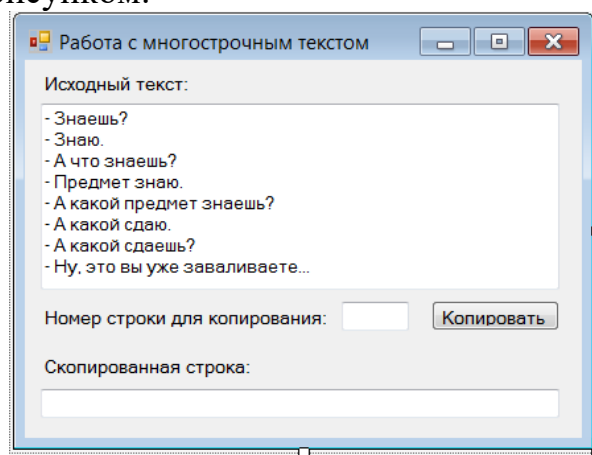 рисунком.
Работа с многострочным текстом
Исходный текст:
- Знаешь?
- Знаю.
- А что знаешь?
- Предмет знаю.
- А какой предмет знаешь?
- А какой сдаю.
- А какой сдаешь?
- Ну, это вы уже заваливаете...
Номер строки для копирования: Копировать
Скопированная строка: